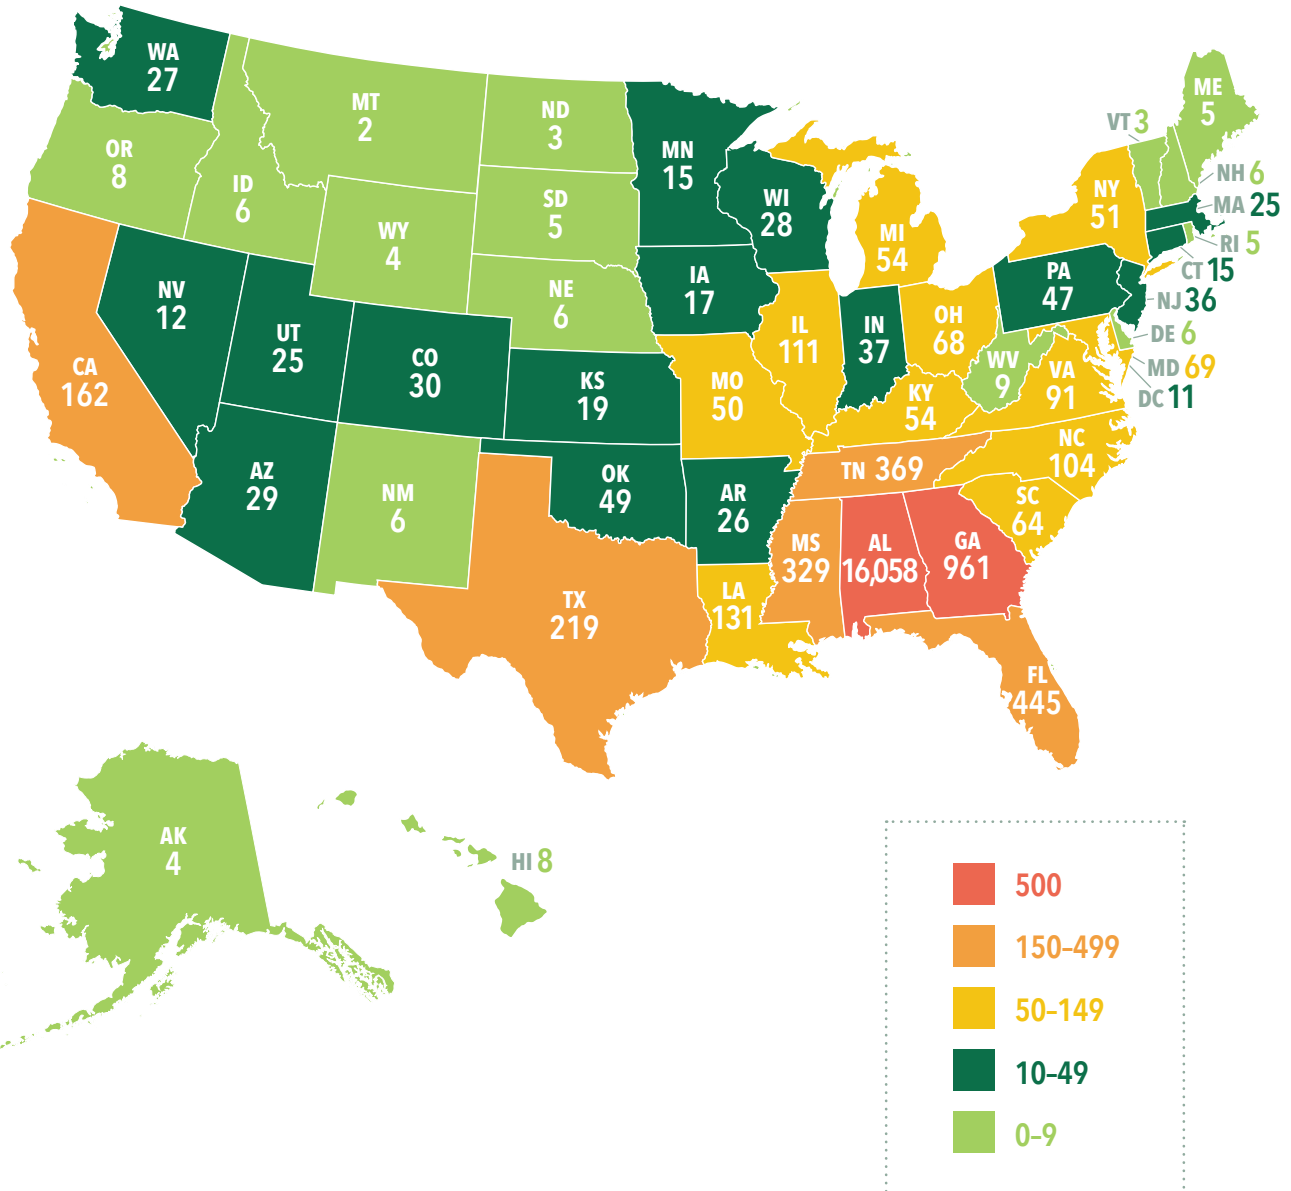 WA
27
MT
2
ND
3
OR
8
ID
6
SD
5
MN
15
WI
28
WY
4
MI
54
NY
51
VT 3
ME
5
NH 6
MA 25
RI 5
CT 15
NJ 36
DE 6
MD 69
DC 11
NV
12
UT
25
NE
6
IA
17
PA
47
CA
162
CO
30
KS
19
MO
50
IL
111
IN
37
OH
68
WV
9
VA
91
KY
54
NC
104
AZ
29
NM
6
OK
49
AR
26
TN 369
SC
64
MS
329
AL
16,058
GA
961
TX
219
LA
131
FL
445
AK
4
HI 8
500
150–499
50–149
10–49
0–9